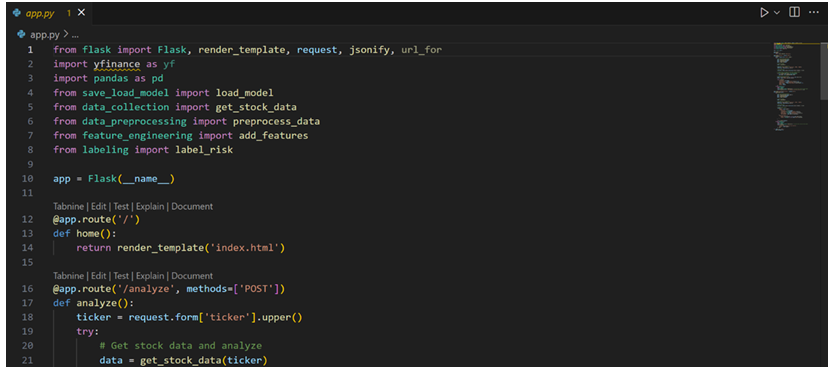 app.py 1
app.py > ...
1 from flask import Flask, render_template, request, jsonify, url_for
2 import yfinance as yf
3 import pandas as pd
4 from save_load_model import load_model
5 from data_collection import get_stock_data
6 from data_preprocessing import preprocess_data
7 from feature_engineering import add_features
8 from labeling import label_risk
9
10 app = Flask(__name__)
11
Tabnine | Edit | Test | Explain | Document
12 @app.route('/')
13 def home():
14     return render_template('index.html')
15
Tabnine | Edit | Test | Explain | Document
16 @app.route('/analyze', methods=['POST'])
17 def analyze():
18     ticker = request.form['ticker'].upper()
19     try:
20         # Get stock data and analyze
21         data = get_stock_data(ticker)